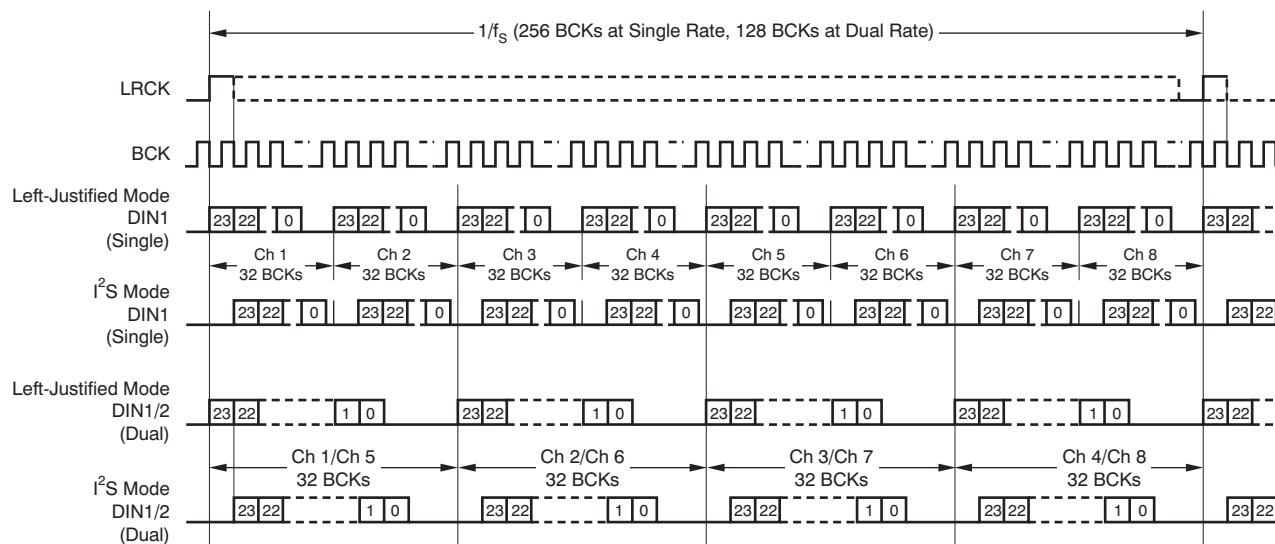 1/fS (256 BCKs at Single Rate, 128 BCKs at Dual Rate)
LRCK
BCK
Left-Justified Mode
DIN1
(Single)
23 22 0 23 22 0 23 22 0 23 22 0 23 22 0 23 22 0 23 22 0 23 22 0 23 22
Ch 1 Ch 2 Ch 3 Ch 4 Ch 5 Ch 6 Ch 7 Ch 8
32 BCKs 32 BCKs 32 BCKs 32 BCKs 32 BCKs 32 BCKs 32 BCKs 32 BCKs
I²S Mode
DIN1
(Single)
23 22 0 23 22 0 23 22 0 23 22 0 23 22 0 23 22 0 23 22 0 23 22 0 23 22
Left-Justified Mode
DIN1/2
(Dual)
23 22 1 0 23 22 1 0 23 22 1 0 23 22 1 0 23 22
Ch 1/Ch 5 Ch 2/Ch 6 Ch 3/Ch 7 Ch 4/Ch 8
32 BCKs 32 BCKs 32 BCKs 32 BCKs
I²S Mode
DIN1/2
(Dual)
23 22 1 0 23 22 1 0 23 22 1 0 23 22 1 0 23 22